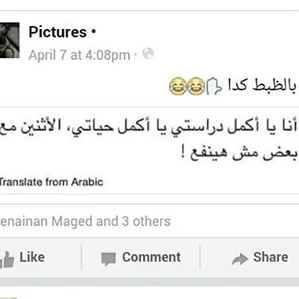 Pictures •
April 7 at 4:08pm ·
بالظبط كدا
أنا يا أكمل دراستي يا أكمل حياتي، الأثنين مع
بعض مش هينفع !
Translate from Arabic
enainan Maged and 3 others
Like Comment Share